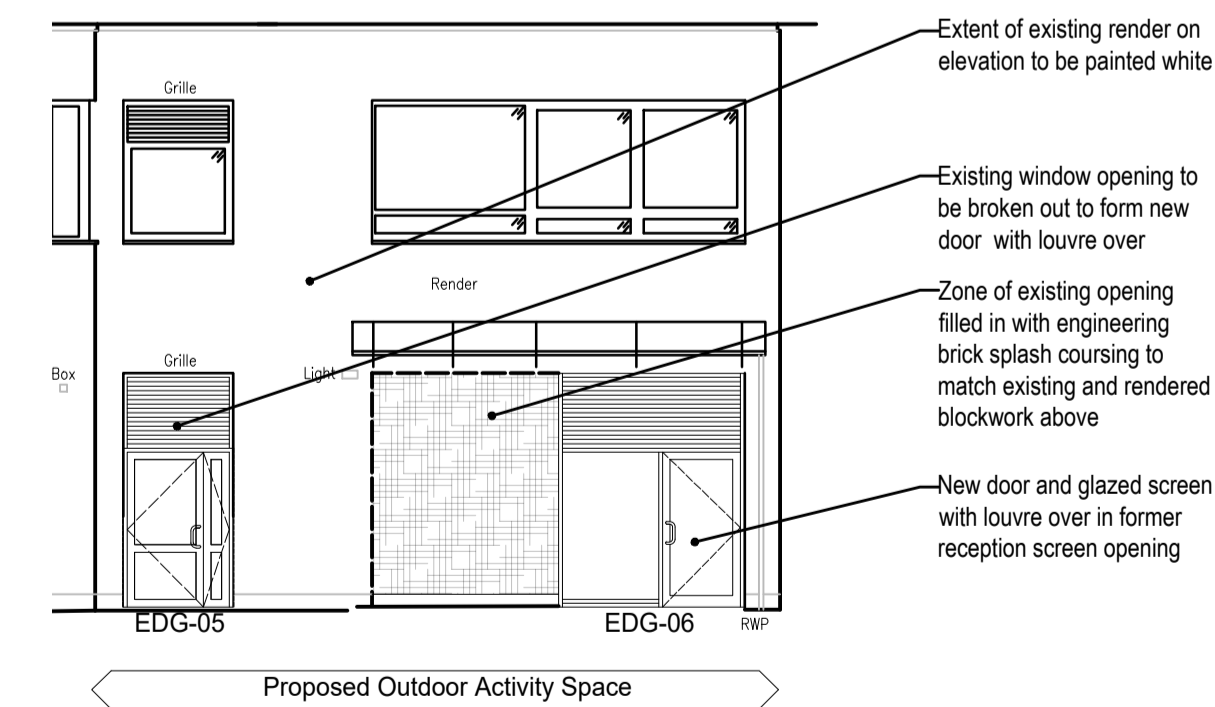 Extent of existing render on
elevation to be painted white
Grille
Existing window opening to
be broken out to form new
door with louvre over
Render
Zone of existing opening
filled in with engineering
brick splash coursing to
match existing and rendered
blockwork above
Grille
Box
Light
New door and glazed screen
with louvre over in former
reception screen opening
EDG-05
EDG-06
RWP
Proposed Outdoor Activity Space